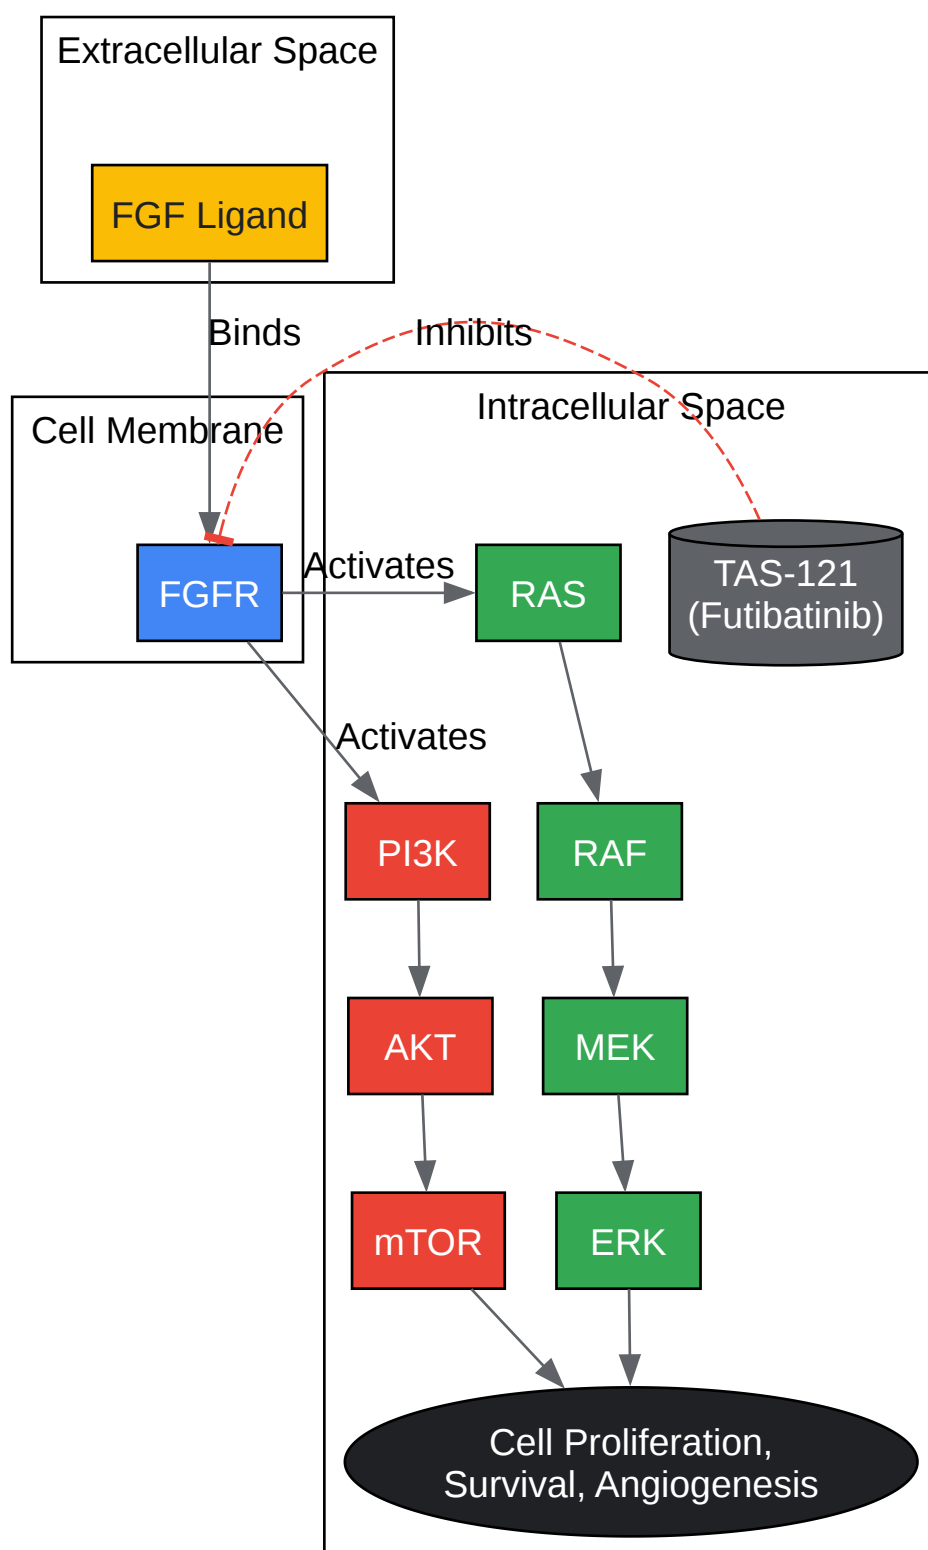 Extracellular Space
FGF Ligand
Binds
Inhibits
Cell Membrane
Intracellular Space
FGFR
Activates
RAS
TAS-121
(Futibatinib)
Activates
PI3K
RAF
AKT
MEK
mTOR
ERK
Cell Proliferation,
Survival, Angiogenesis